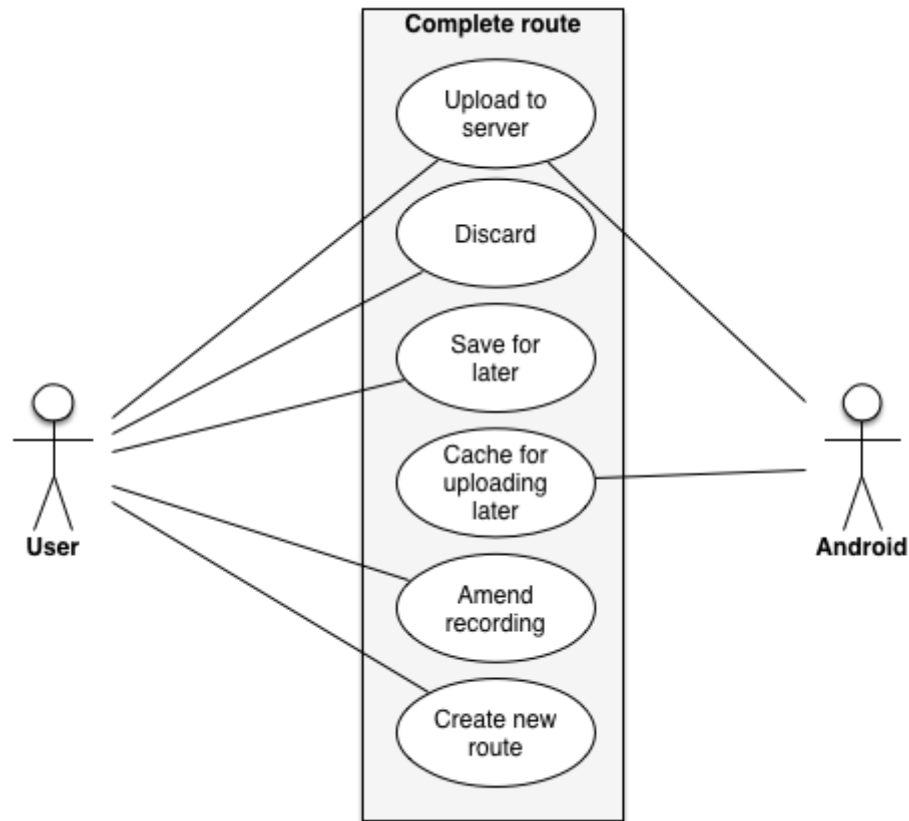 Complete route
Upload to
server
Discard
Save for
later
Cache for
uploading
later
User
Android
Amend
recording
Create new
route